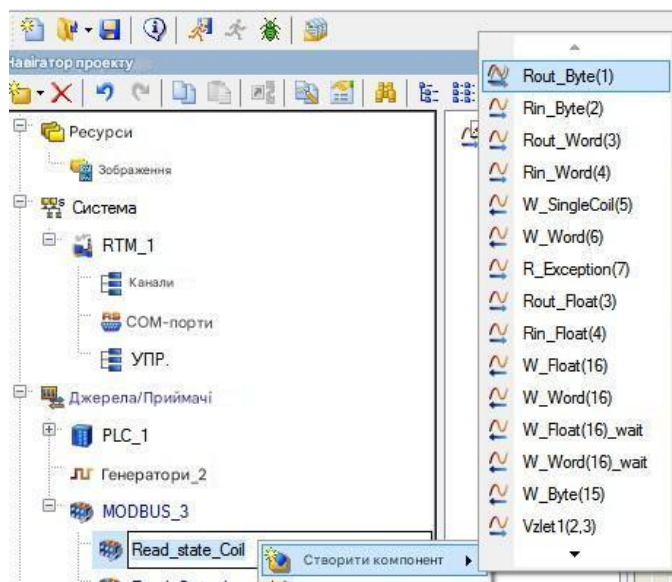 Навігатор проекту
Ресурси
Зображення
Система
RTM_1
Канали
COM-порти
УПР.
Джерела/Приймачі
PLC_1
Генератори_2
MODBUS_3
Read_state_Coil
Створити компонент
Rout_Byte(1)
Rin_Byte(2)
Rout_Word(3)
Rin_Word(4)
W_SingleCoil(5)
W_Word(6)
R_Exception(7)
Rout_Float(3)
Rin_Float(4)
W_Float(16)
W_Word(16)
W_Float(16)_wait
W_Word(16)_wait
W_Byte(15)
Vzlet1(2,3)